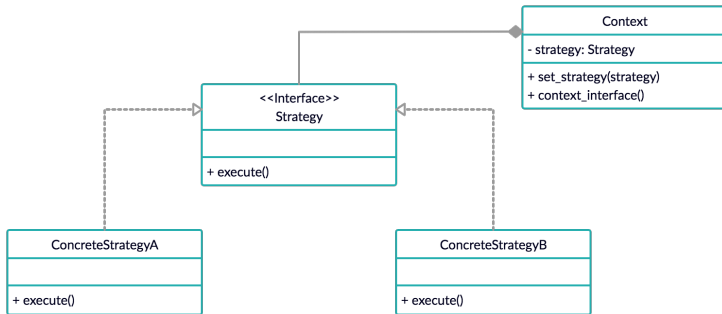 Context
- strategy: Strategy
+ set_strategy(strategy)
+ context_interface()
<<Interface>>
Strategy
+ execute()
ConcreteStrategyA
+ execute()
ConcreteStrategyB
+ execute()